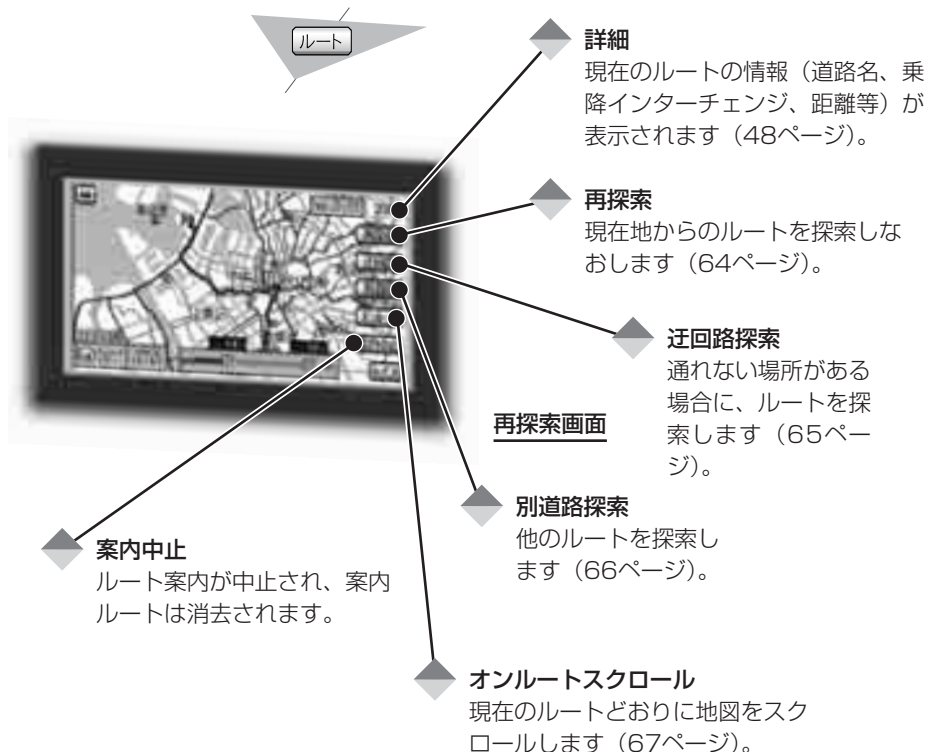 ルート
詳細
現在のルートの情報（道路名、乗
降インターチェンジ、距離等）が
表示されます（48ページ）。
再探索
現在地からのルートを探索しな
おします（64ページ）。
迂回路探索
通れない場所がある
場合に、ルートを探
索します（65ペー
ジ）。
再探索画面
別道路探索
他のルートを探索し
ます（66ページ）。
案内中止
ルート案内が中止され、案内
ルートは消去されます。
オンルートスクロール
現在のルートどおりに地図をスク
ロールします（67ページ）。